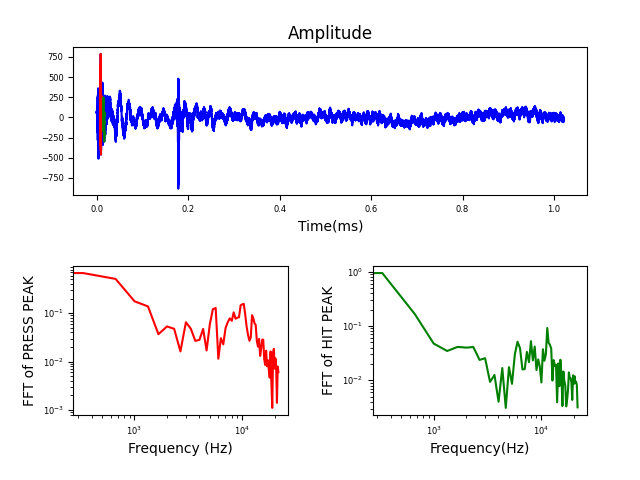 Amplitude
750
500
250
0
−250
−500
−750
0.0 0.2 0.4 0.6 0.8 1.0
Time(ms)
FFT of PRESS PEAK
10⁻¹
10⁻²
10⁻³
10³ 10⁴
Frequency (Hz)
FFT of HIT PEAK
10⁰
10⁻¹
10⁻²
10³ 10⁴
Frequency(Hz)